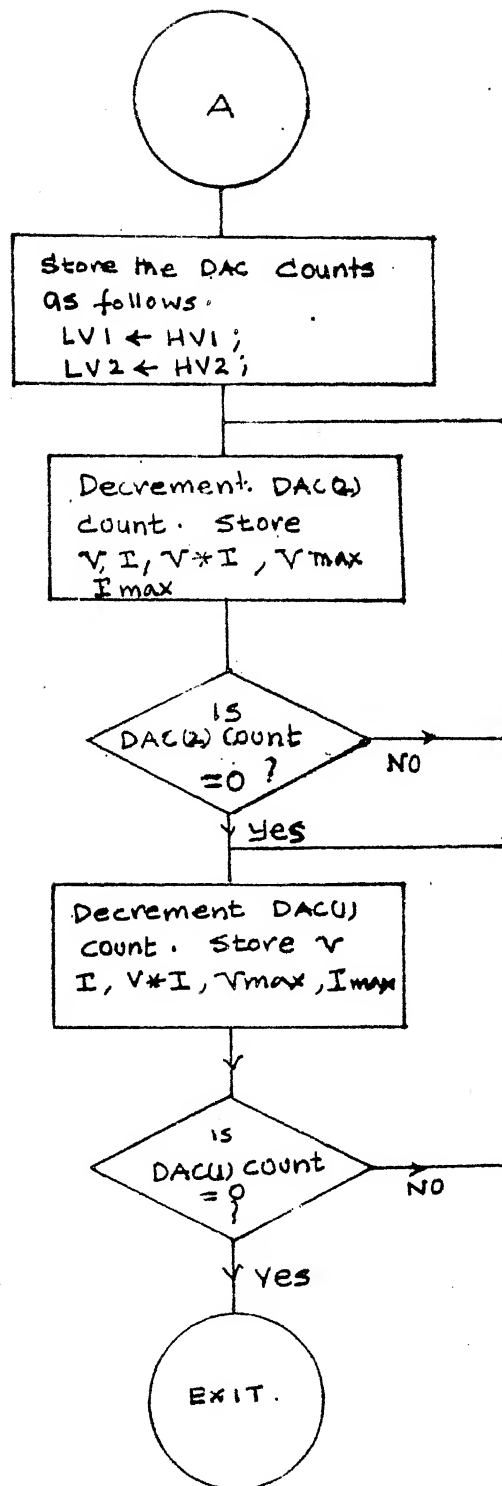 A
Store the DAC Counts
as follows.
LV1 ← HV1 ;
LV2 ← HV2 ;
Decrement DAC(2)
count. Store
V, I, V*I, Vmax
Imax
is
DAC(2) count
=0 ?
NO
Yes
Decrement DAC(1)
count. Store V
I, V*I, Vmax, Imax
is
DAC(1) count
= 0
?
NO
Yes
EXIT.